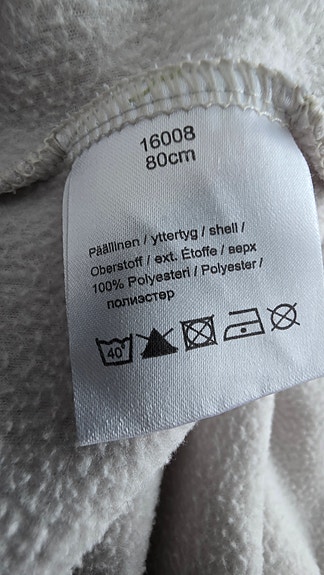 16008
80cm
Päällinen / yttertyg / shell /
Oberstoff / ext. Étoffe / верх
100% Polyesteri / Polyester /
полиэстер
40°